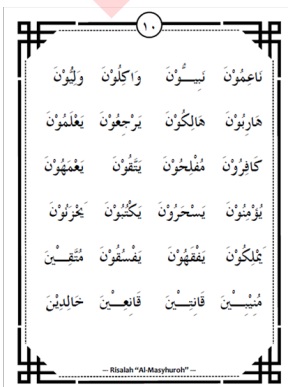 ١٠
نَاعِمُوْنَ نَبِيُّوْنَ وَاكِلُوْنَ وَلِيُّوْنَ
هَارِبُوْنَ هَالِكُوْنَ يَرْجِعُوْنَ يَعْلَمُوْنَ
كَافِرُوْنَ مُفْلِحُوْنَ يَتَّقُوْنَ يَعْمَهُوْنَ
يُؤْمِنُوْنَ يَسْحَرُوْنَ يَكْتُبُوْنَ يَحْزَنُوْنَ
يَمْلِكُوْنَ يَفْقَهُوْنَ يَفْسُقُوْنَ مُتَّقِيْنَ
مُنِيْبِيْنَ قَانِتِيْنَ قَانِعِيْنَ خَالِدِيْنَ
— Risalah “Al-Masyhuroh” —